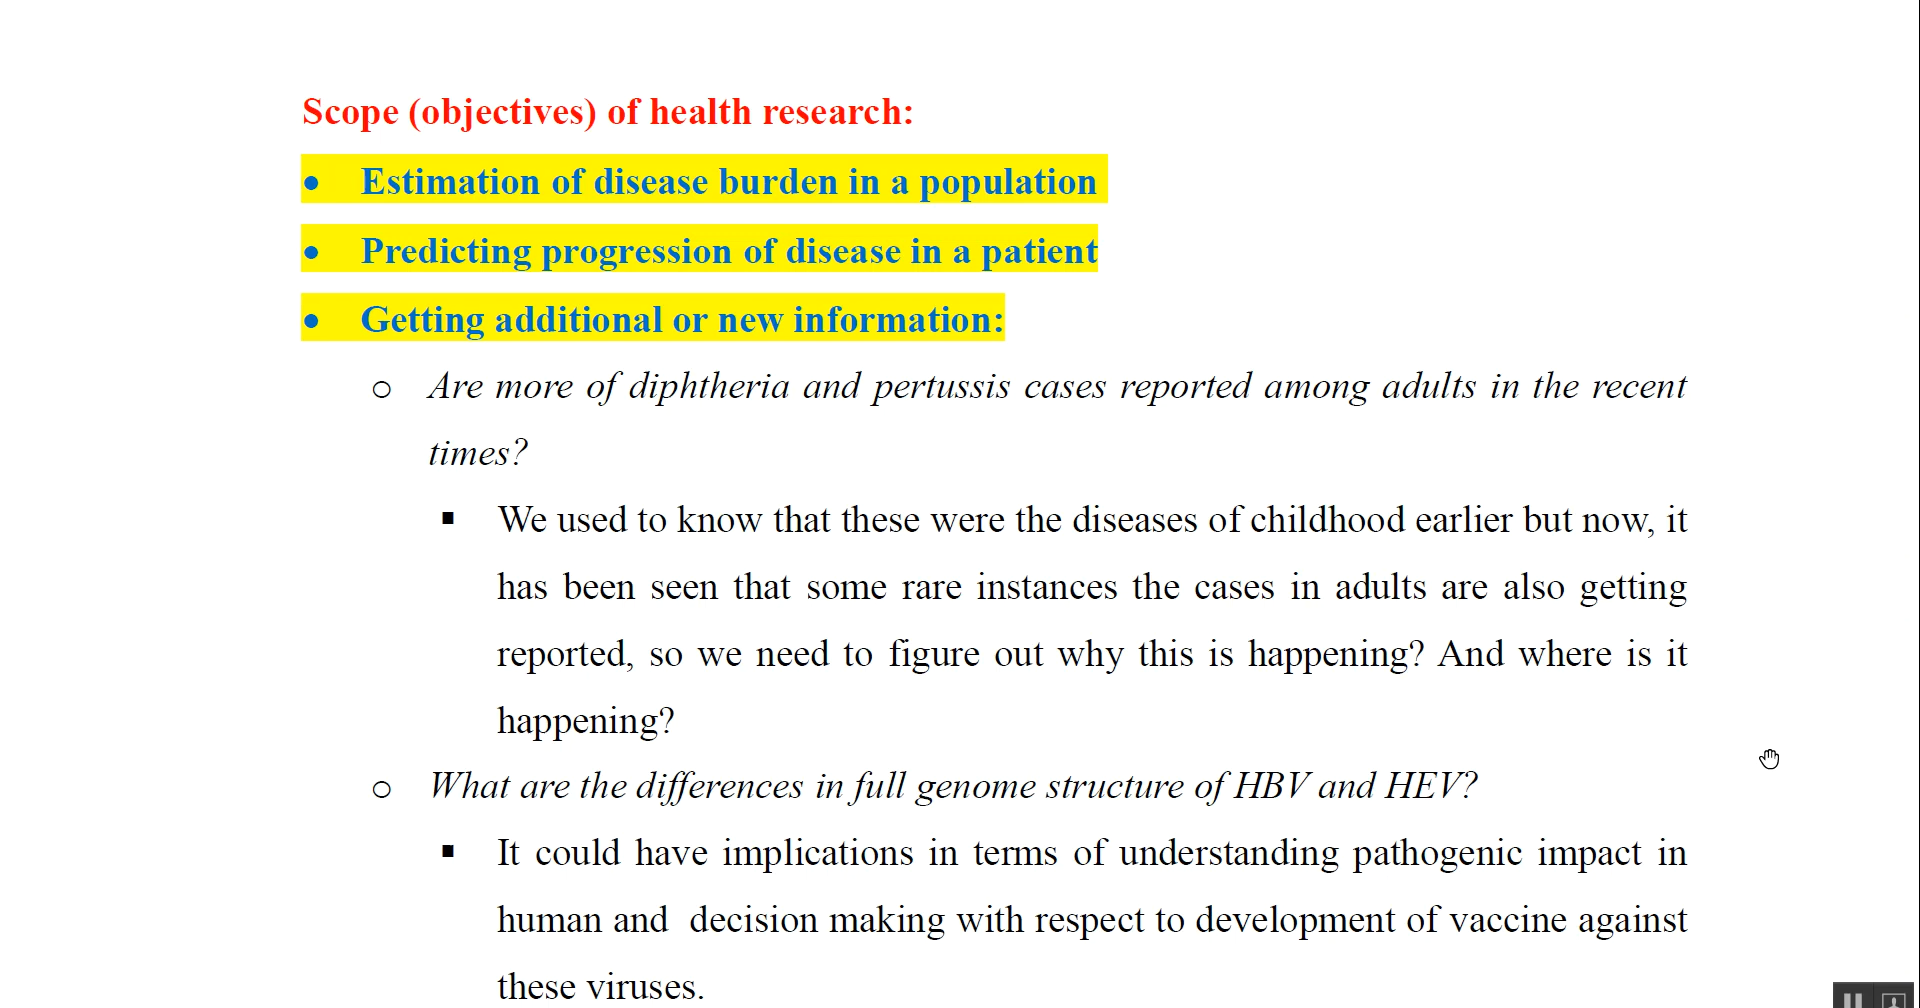 Scope (objectives) of health research:
• Estimation of disease burden in a population
• Predicting progression of disease in a patient
• Getting additional or new information:
o Are more of diphtheria and pertussis cases reported among adults in the recent
times?
▪ We used to know that these were the diseases of childhood earlier but now, it
has been seen that some rare instances the cases in adults are also getting
reported, so we need to figure out why this is happening? And where is it
happening?
o What are the differences in full genome structure of HBV and HEV?
▪ It could have implications in terms of understanding pathogenic impact in
human and  decision making with respect to development of vaccine against
these viruses.